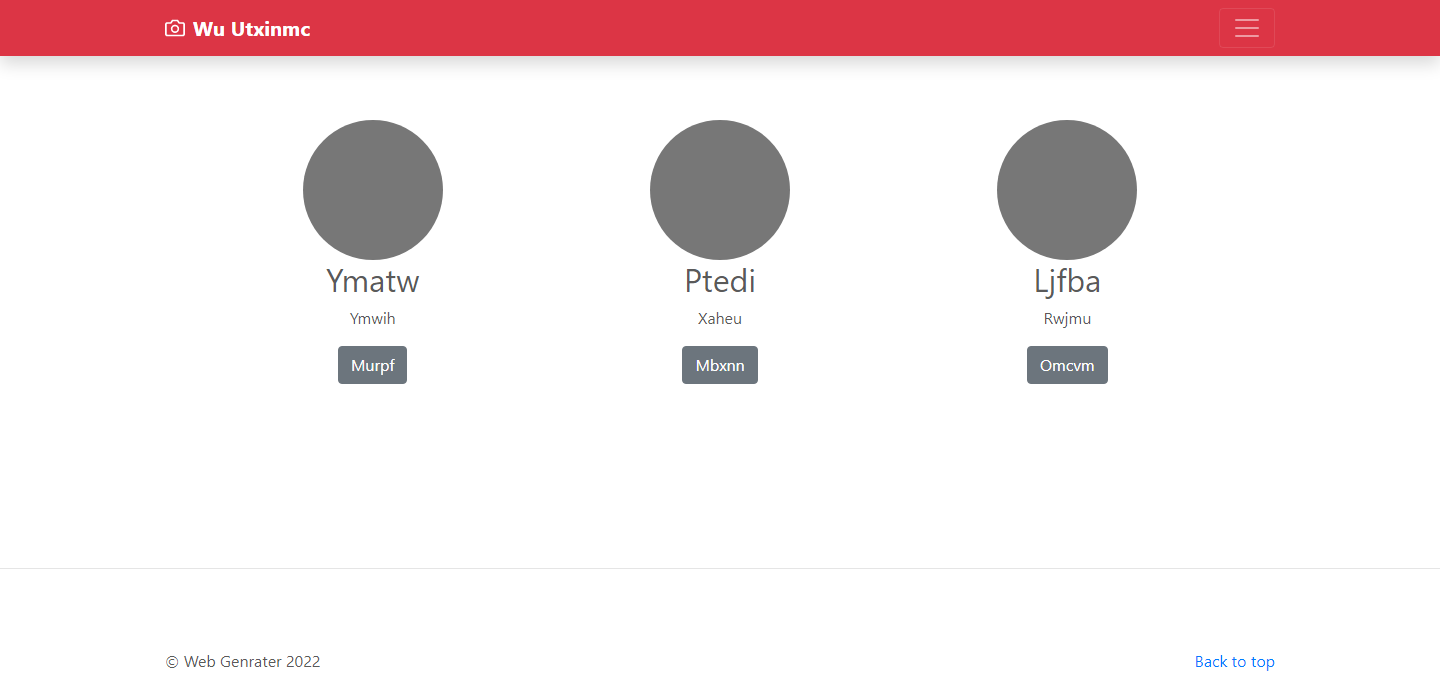 Wu Utxinmc
Ymatw
Ymwih
Murpf
Ptedi
Xaheu
Mbxnn
Ljfba
Rwjmu
Omcvm
© Web Genrater 2022
Back to top